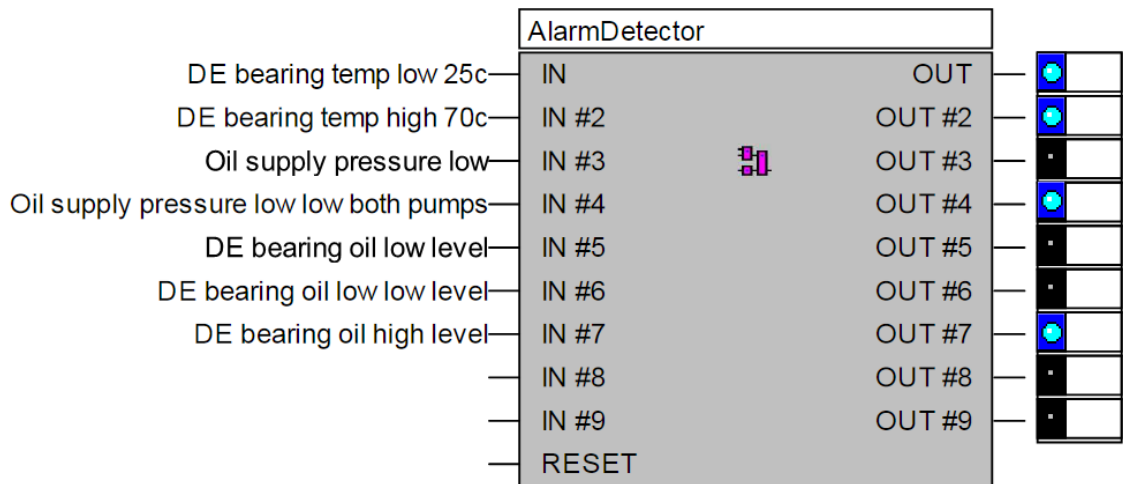 AlarmDetector
DE bearing temp low 25c IN OUT
DE bearing temp high 70c IN #2 OUT #2
Oil supply pressure low IN #3 OUT #3
Oil supply pressure low low both pumps IN #4 OUT #4
DE bearing oil low level IN #5 OUT #5
DE bearing oil low low level IN #6 OUT #6
DE bearing oil high level IN #7 OUT #7
IN #8 OUT #8
IN #9 OUT #9
RESET